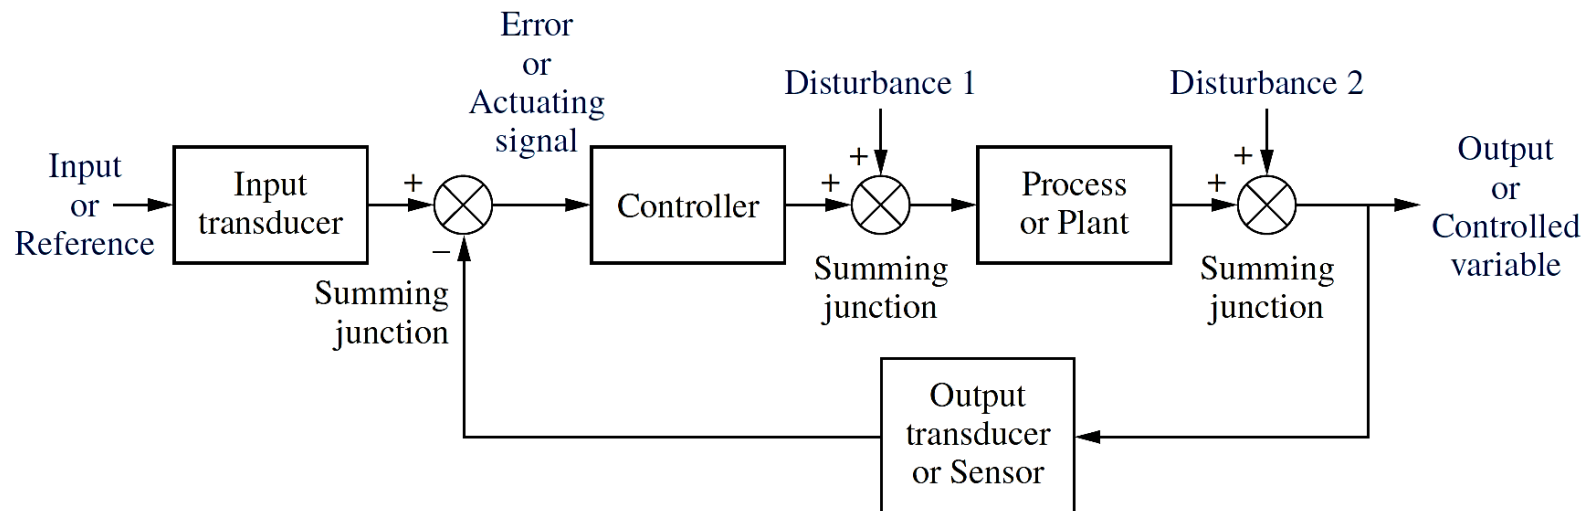 Error
or
Actuating
signal
Disturbance 1
Disturbance 2
Input
or
Reference
Input
transducer
+
−
Summing
junction
Controller
+
+
Summing
junction
Process
or Plant
+
+
Summing
junction
Output
or
Controlled
variable
Output
transducer
or Sensor